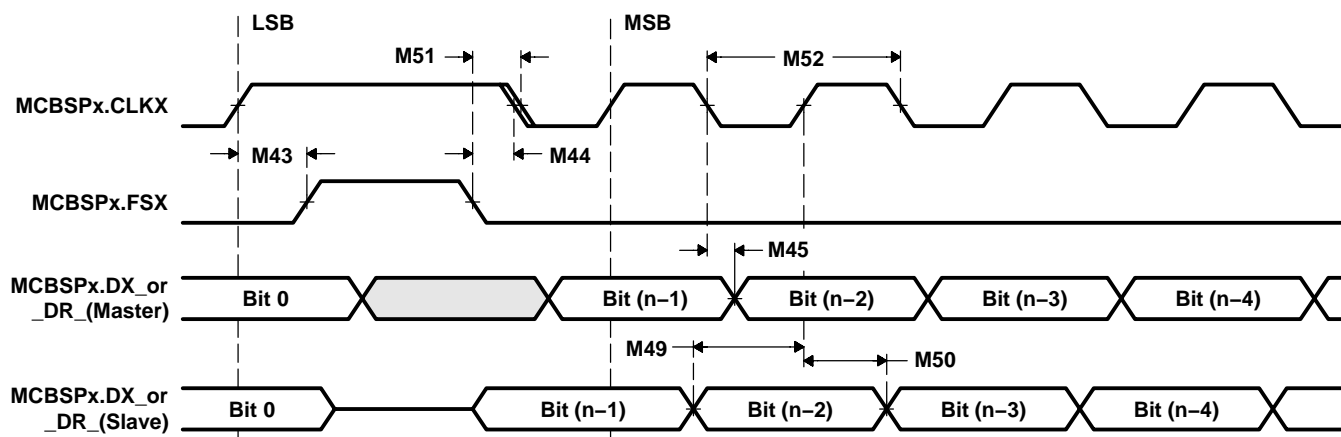 LSB
MSB
M51
M52
MCBSPx.CLKX
M43
M44
MCBSPx.FSX
M45
MCBSPx.DX_or
_DR_(Master)
Bit 0
Bit (n–1)
Bit (n–2)
Bit (n–3)
Bit (n–4)
M49
M50
MCBSPx.DX_or
_DR_(Slave)
Bit 0
Bit (n–1)
Bit (n–2)
Bit (n–3)
Bit (n–4)